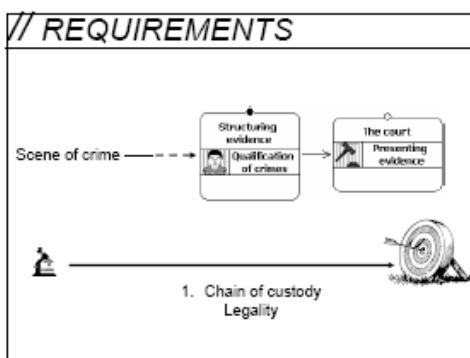 // REQUIREMENTS
Structuring
evidence
Qualification
of crimes
The court
Presenting
evidence
Scene of crime
1. Chain of custody
Legality